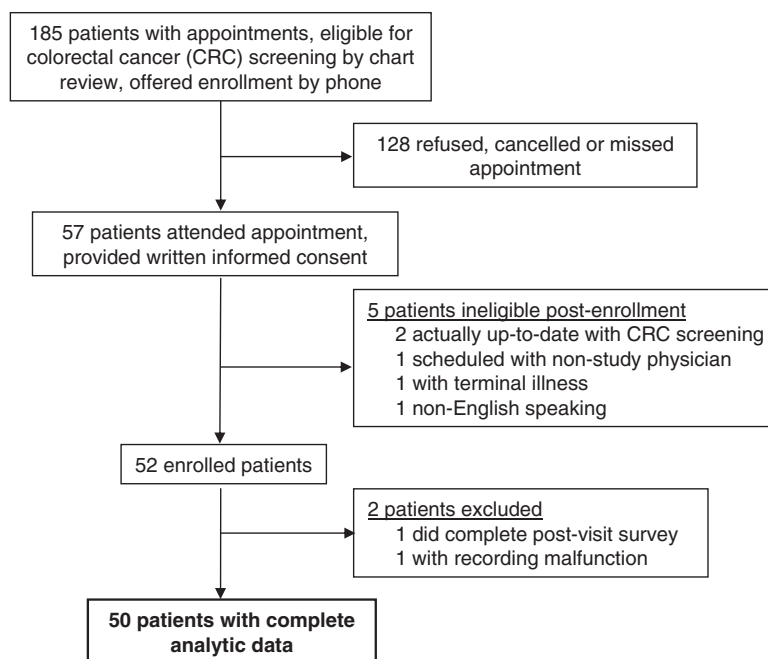 185 patients with appointments, eligible for
colorectal cancer (CRC) screening by chart
review, offered enrollment by phone
128 refused, cancelled or missed
appointment
57 patients attended appointment,
provided written informed consent
5 patients ineligible post-enrollment
2 actually up-to-date with CRC screening
1 scheduled with non-study physician
1 with terminal illness
1 non-English speaking
52 enrolled patients
2 patients excluded
1 did complete post-visit survey
1 with recording malfunction
50 patients with complete
analytic data